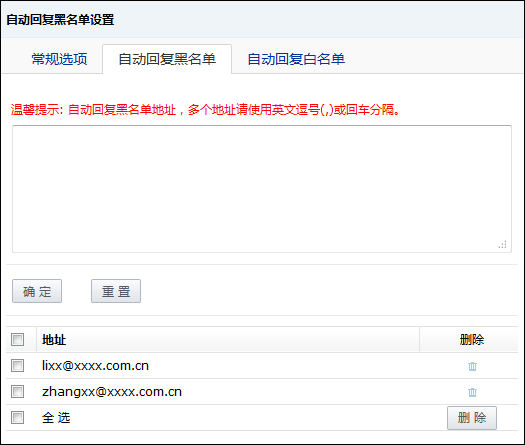 自动回复黑名单设置
常规选项 自动回复黑名单 自动回复白名单
温馨提示: 自动回复黑名单地址，多个地址请使用英文逗号(,)或回车分隔。
确 定 重 置
地址 删除
lixx@xxxx.com.cn
zhangxx@xxxx.com.cn
全 选 删 除